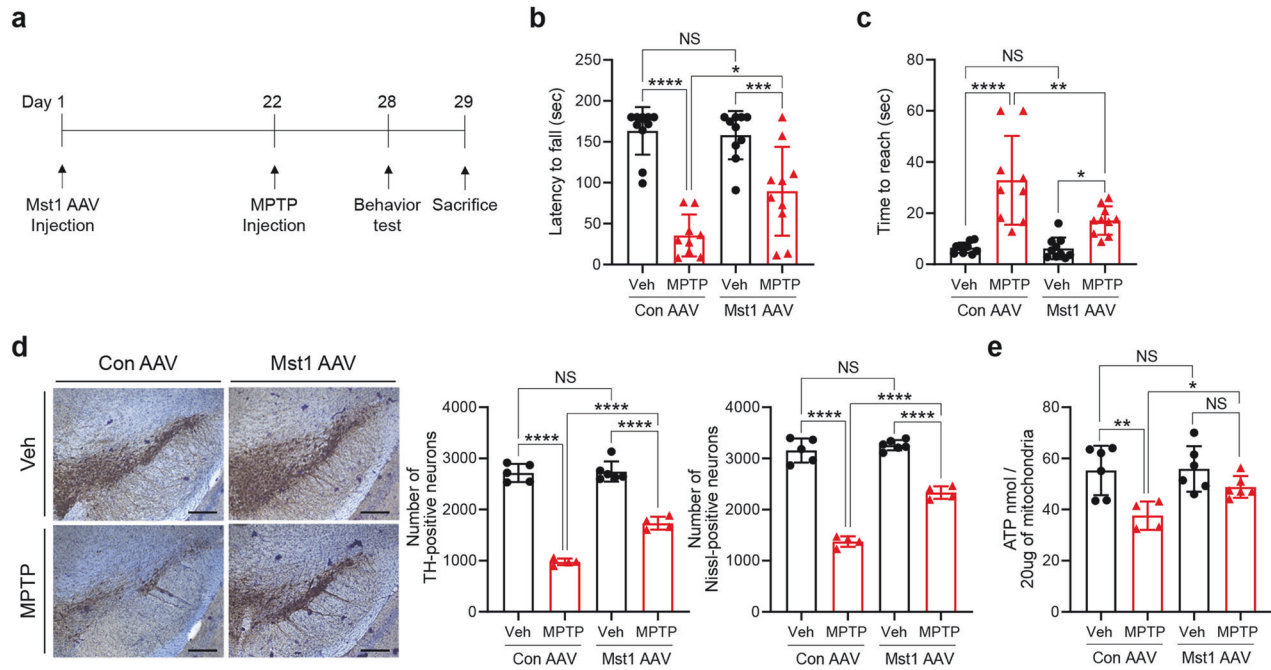 a
Day 1 22 28 29
Mst1 AAV Injection
MPTP Injection
Behavior test
Sacrifice
b
Latency to fall (sec)
250
200
150
100
50
0
NS
*
****
***
Veh MPTP Veh MPTP
Con AAV Mst1 AAV
c
Time to reach (sec)
80
60
40
20
0
NS
****
**
*
Veh MPTP Veh MPTP
Con AAV Mst1 AAV
d
Con AAV Mst1 AAV
Veh
MPTP
Number of
TH-positive neurons
4000
3000
2000
1000
0
NS
****
**** ****
Veh MPTP Veh MPTP
Con AAV Mst1 AAV
Number of
Nissl-positive neurons
4000
3000
2000
1000
0
NS
****
**** ****
Veh MPTP Veh MPTP
Con AAV Mst1 AAV
e
ATP nmol /
20ug of mitochondria
80
60
40
20
0
NS
*
** NS
Veh MPTP Veh MPTP
Con AAV Mst1 AAV